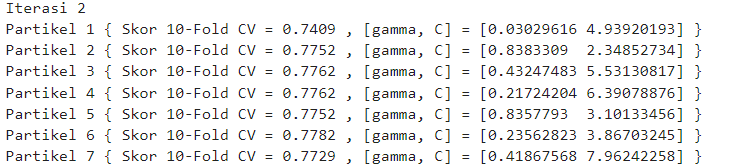 Iterasi 2
Partikel 1 { Skor 10-Fold CV = 0.7409 , [gamma, C] = [0.03029616 4.93920193] }
Partikel 2 { Skor 10-Fold CV = 0.7752 , [gamma, C] = [0.8383309  2.34852734] }
Partikel 3 { Skor 10-Fold CV = 0.7762 , [gamma, C] = [0.43247483 5.53130817] }
Partikel 4 { Skor 10-Fold CV = 0.7762 , [gamma, C] = [0.21724204 6.39078876] }
Partikel 5 { Skor 10-Fold CV = 0.7752 , [gamma, C] = [0.8357793  3.10133456] }
Partikel 6 { Skor 10-Fold CV = 0.7782 , [gamma, C] = [0.23562823 3.86703245] }
Partikel 7 { Skor 10-Fold CV = 0.7729 , [gamma, C] = [0.41867568 7.96242258] }